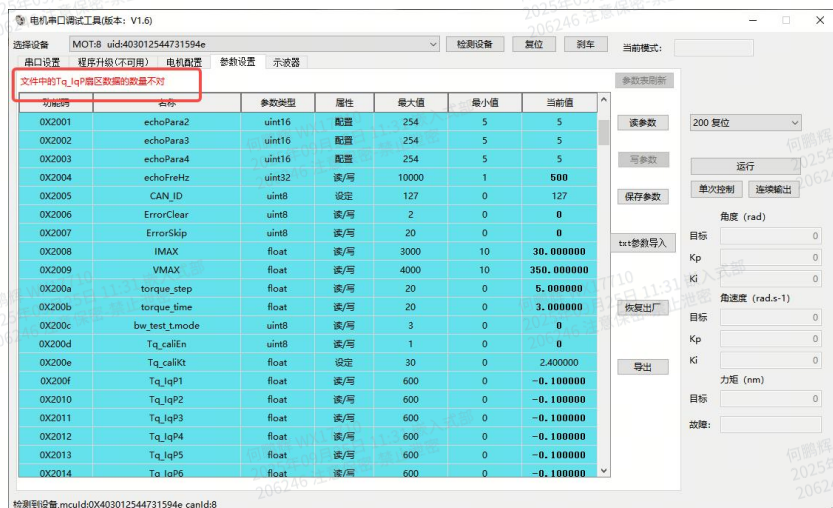 电机串口调试工具(版本：V1.6)
选择设备 MOT:8 uid:403012544731594e 检测设备 复位 刹车 当前模式:
串口设置 程序升级(不可用) 电机配置 参数设置 示波器
文件中的Tq_IqP扇区数据的数量不对 参数表刷新
功能码 名称 参数类型 属性 最大值 最小值 当前值
0X2001 echoPara2 uint16 配置 254 5 5 读参数 200 复位
0X2002 echoPara3 uint16 配置 254 5 5
0X2003 echoPara4 uint16 配置 254 5 5 写参数 运行
0X2004 echoFreHz uint32 读/写 10000 1 500
0X2005 CAN_ID uint8 设定 127 0 127 保存参数 单次控制 连续输出
0X2006 ErrorClear uint8 读/写 2 0 0 角度 (rad)
0X2007 ErrorSkip uint8 读/写 20 0 0 txt参数导入 目标 0
0X2008 IMAX float 读/写 3000 10 30.000000 Kp 0
0X2009 VMAX float 读/写 4000 10 350.000000 Ki 0
0X200a torque_step float 读/写 20 0 5.000000 角速度 (rad.s-1)
0X200b torque_time float 读/写 20 0 3.000000 恢复出厂 目标 0
0X200c bw_test_t.mode uint8 读/写 3 0 0 Kp 0
0X200d Tq_caliEn uint8 读/写 1 0 0 Ki 0
0X200e Tq_caliKt float 设定 30 0 2.400000 导出
0X200f Tq_IqP1 float 读/写 600 0 -0.100000 力矩 (nm)
0X2010 Tq_IqP2 float 读/写 600 0 -0.100000 目标 0
0X2011 Tq_IqP3 float 读/写 600 0 -0.100000 故障:
0X2012 Tq_IqP4 float 读/写 600 0 -0.100000
0X2013 Tq_IqP5 float 读/写 600 0 -0.100000
0X2014 Tq_IqP6 float 读/写 600 0 -0.100000
检测到设备,mcuId:0X403012544731594e canId:8